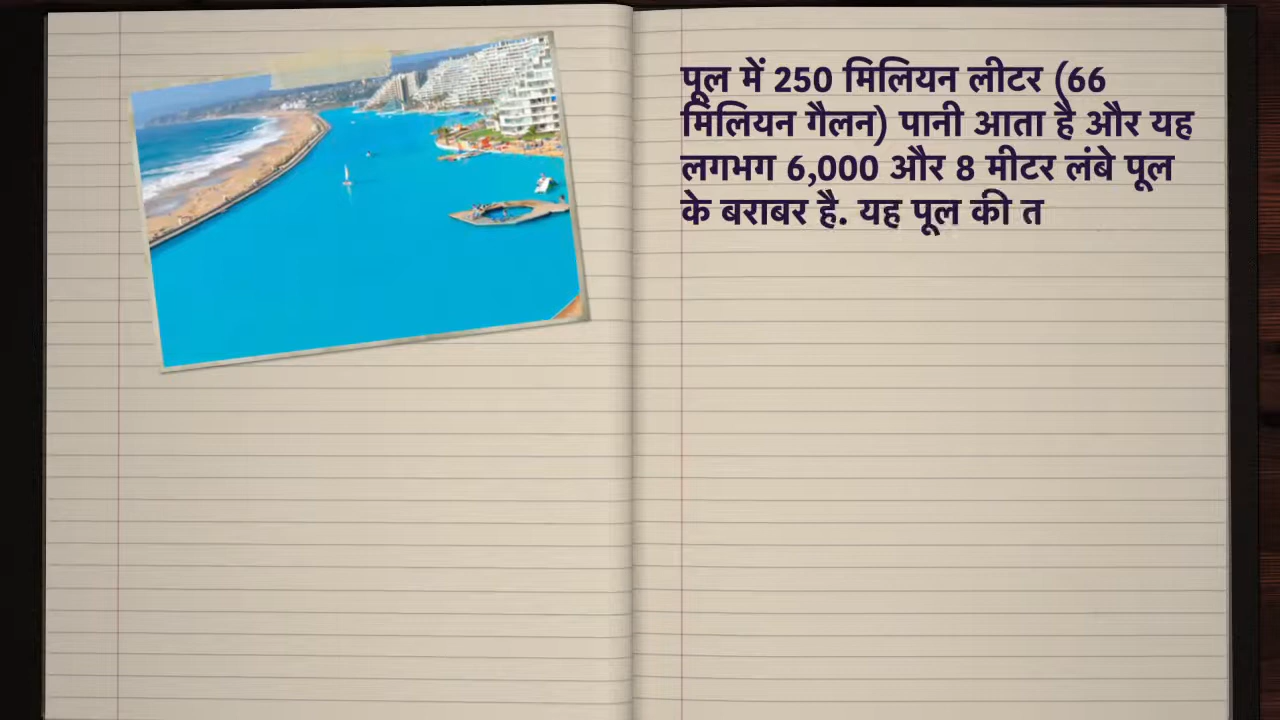 पूल में 250 मिलियन लीटर (66
मिलियन गैलन) पानी आता है और यह
लगभग 6,000 और 8 मीटर लंबे पूल
के बराबर है. यह पूल की त